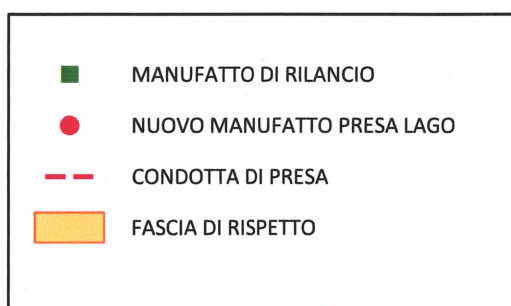 MANUFATTO DI RILANCIO
NUOVO MANUFATTO PRESA LAGO
CONDOTTA DI PRESA
FASCIA DI RISPETTO